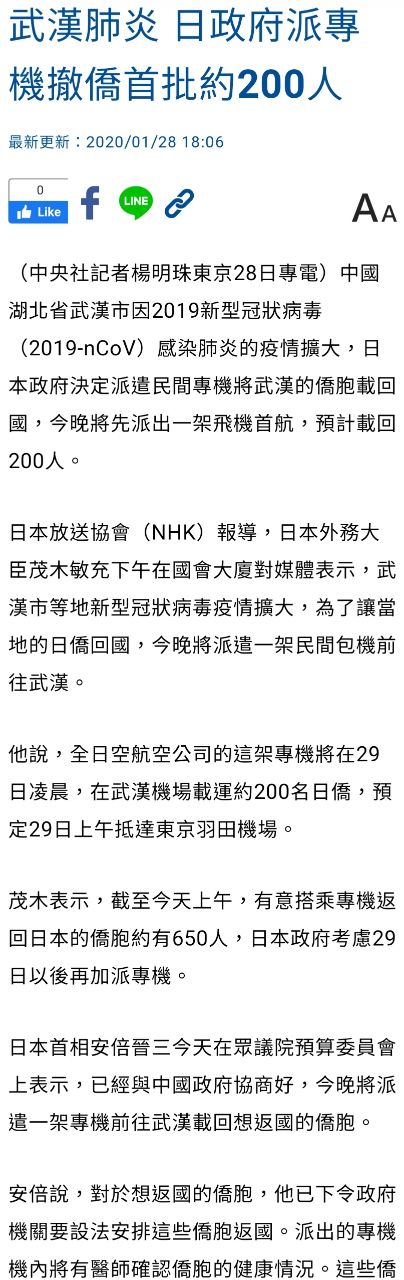 武漢肺炎 日政府派專
機撤僑首批約200人
最新更新：2020/01/28 18:06
0
Like
f
LINE
AA
（中央社記者楊明珠東京28日專電）中國
湖北省武漢市因2019新型冠狀病毒
（2019-nCoV）感染肺炎的疫情擴大，日
本政府決定派遣民間專機將武漢的僑胞載回
國，今晚將先派出一架飛機首航，預計載回
200人。
日本放送協會（NHK）報導，日本外務大
臣茂木敏充下午在國會大廈對媒體表示，武
漢市等地新型冠狀病毒疫情擴大，為了讓當
地的日僑回國，今晚將派遣一架民間包機前
往武漢。
他說，全日空航空公司的這架專機將在29
日凌晨，在武漢機場載運約200名日僑，預
定29日上午抵達東京羽田機場。
茂木表示，截至今天上午，有意搭乘專機返
回日本的僑胞約有650人，日本政府考慮29
日以後再加派專機。
日本首相安倍晉三今天在眾議院預算委員會
上表示，已經與中國政府協商好，今晚將派
遣一架專機前往武漢載回想返國的僑胞。
安倍說，對於想返國的僑胞，他已下令政府
機關要設法安排這些僑胞返國。派出的專機
機內將有醫師確認僑胞的健康情況。這些僑